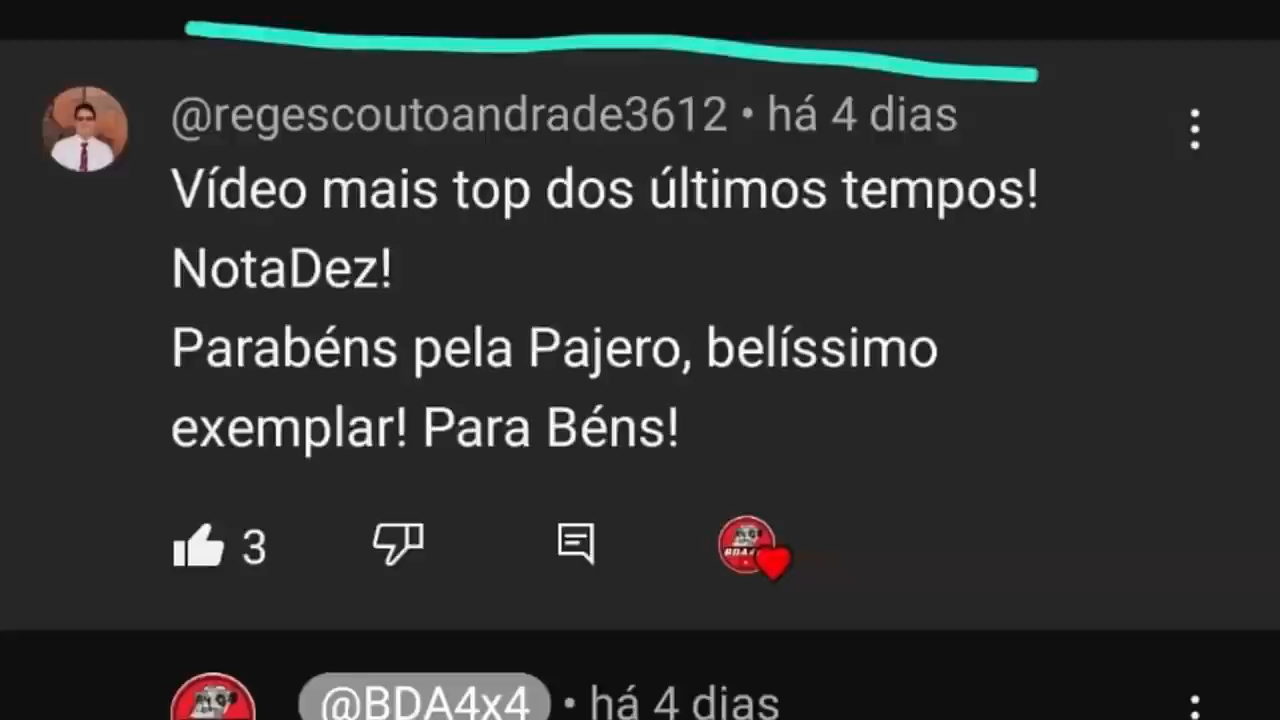 @regescoutoandrade3612 • há 4 dias
Vídeo mais top dos últimos tempos!
NotaDez!
Parabéns pela Pajero, belíssimo
exemplar! Para Béns!
3
@BDA4x4 • há 4 dias